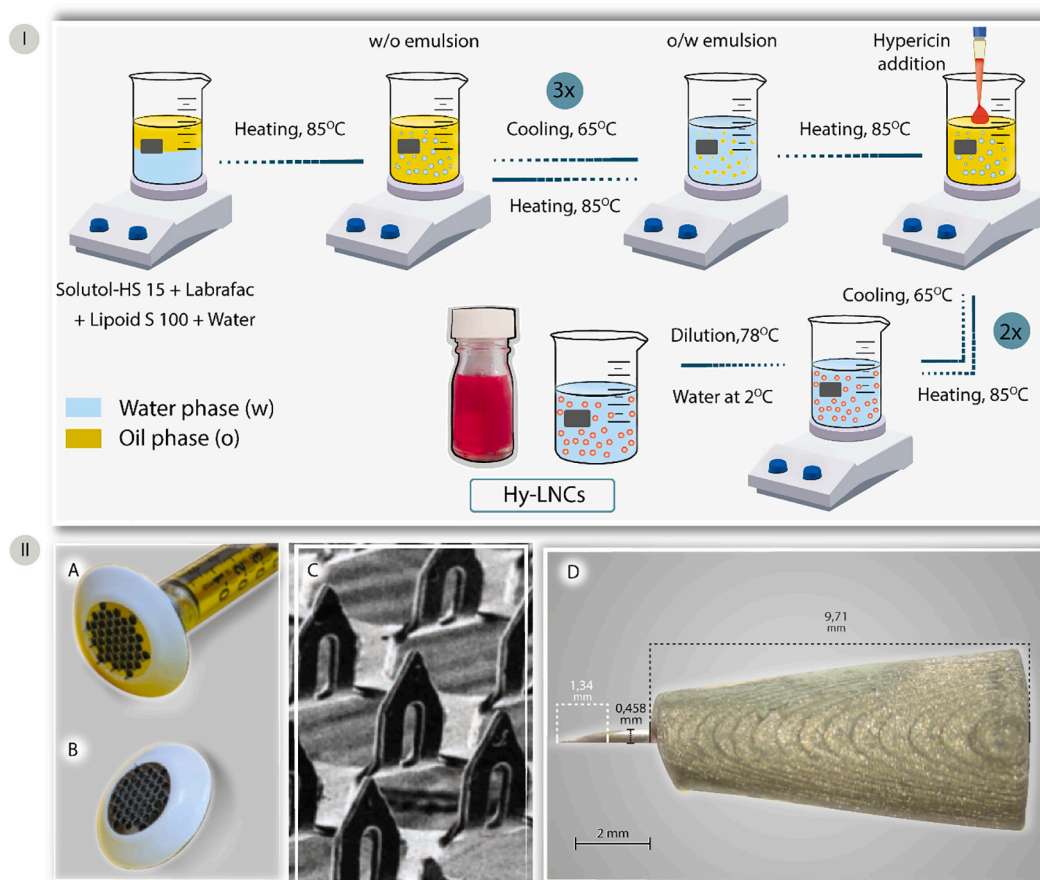 I
w/o emulsion
o/w emulsion
Hypericin
addition
3x
Heating, 85°C
Cooling, 65°C
Heating, 85°C
Heating, 85°C
Solutol-HS 15 + Labrafac
+ Lipoid S 100 + Water
Cooling, 65°C
2x
Heating, 85°C
Dilution,78°C
Water at 2°C
Water phase (w)
Oil phase (o)
Hy-LNCs
II
A
B
C
D
9,71
mm
1,34
mm
0,458
mm
2 mm